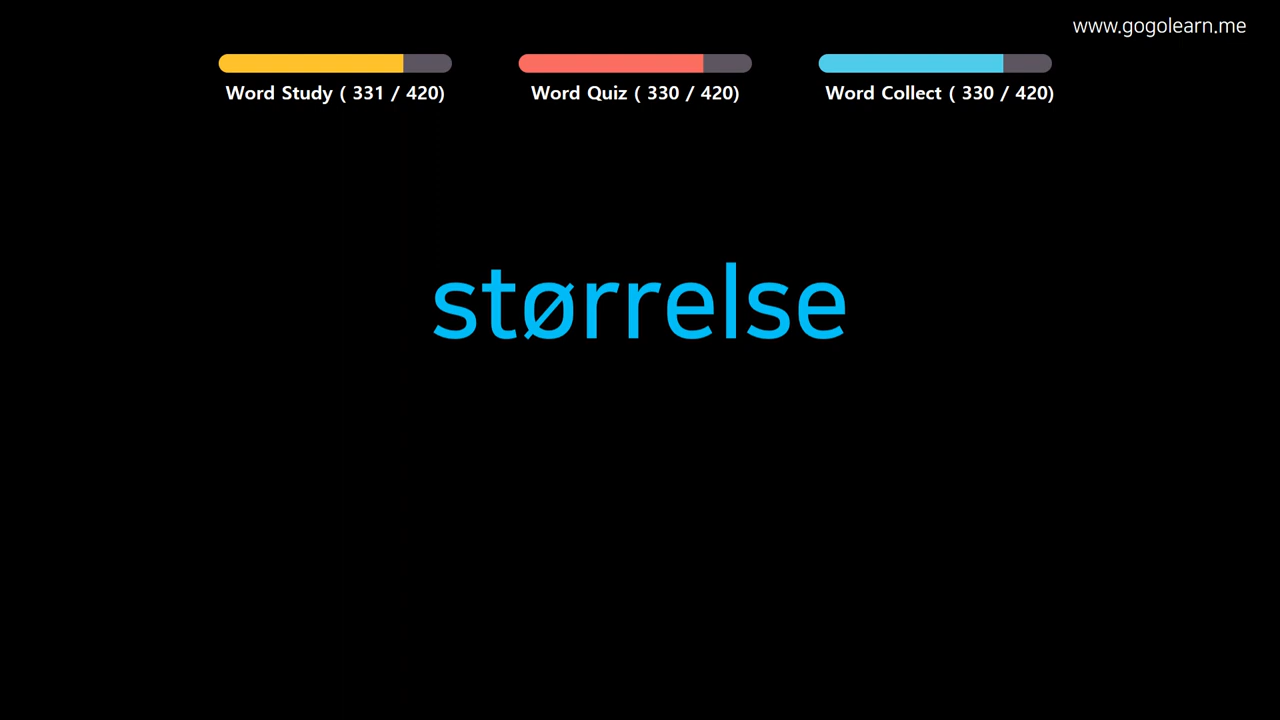 www.gogolearn.me
Word Study ( 331 / 420)
Word Quiz ( 330 / 420)
Word Collect ( 330 / 420)
størrelse